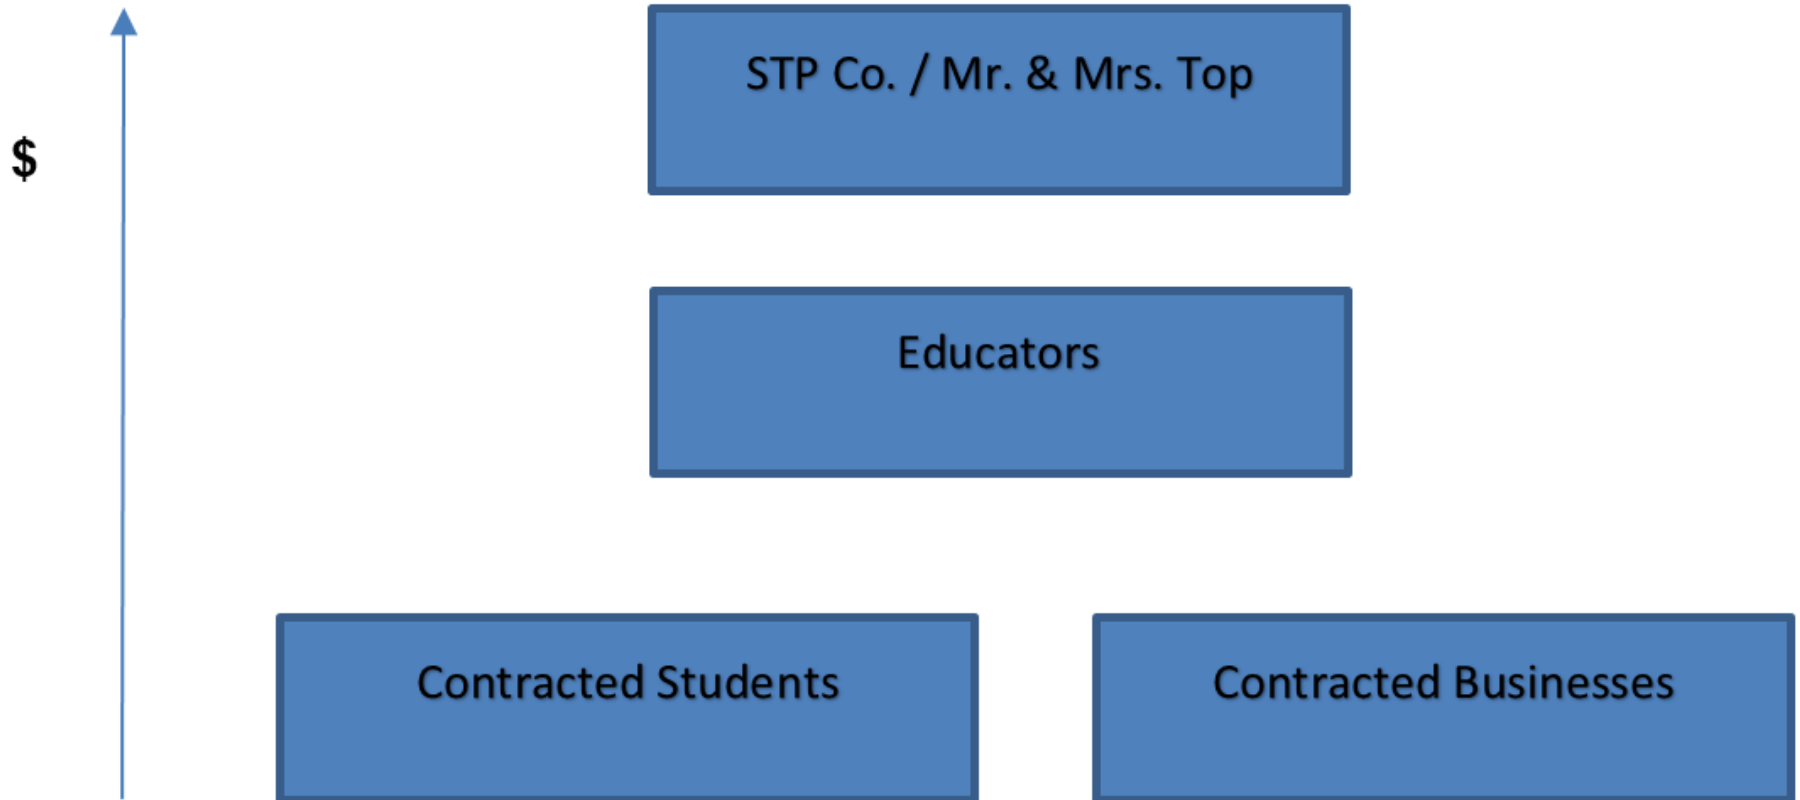 STP Co. / Mr. & Mrs. Top
$
Educators
Contracted Students
Contracted Businesses